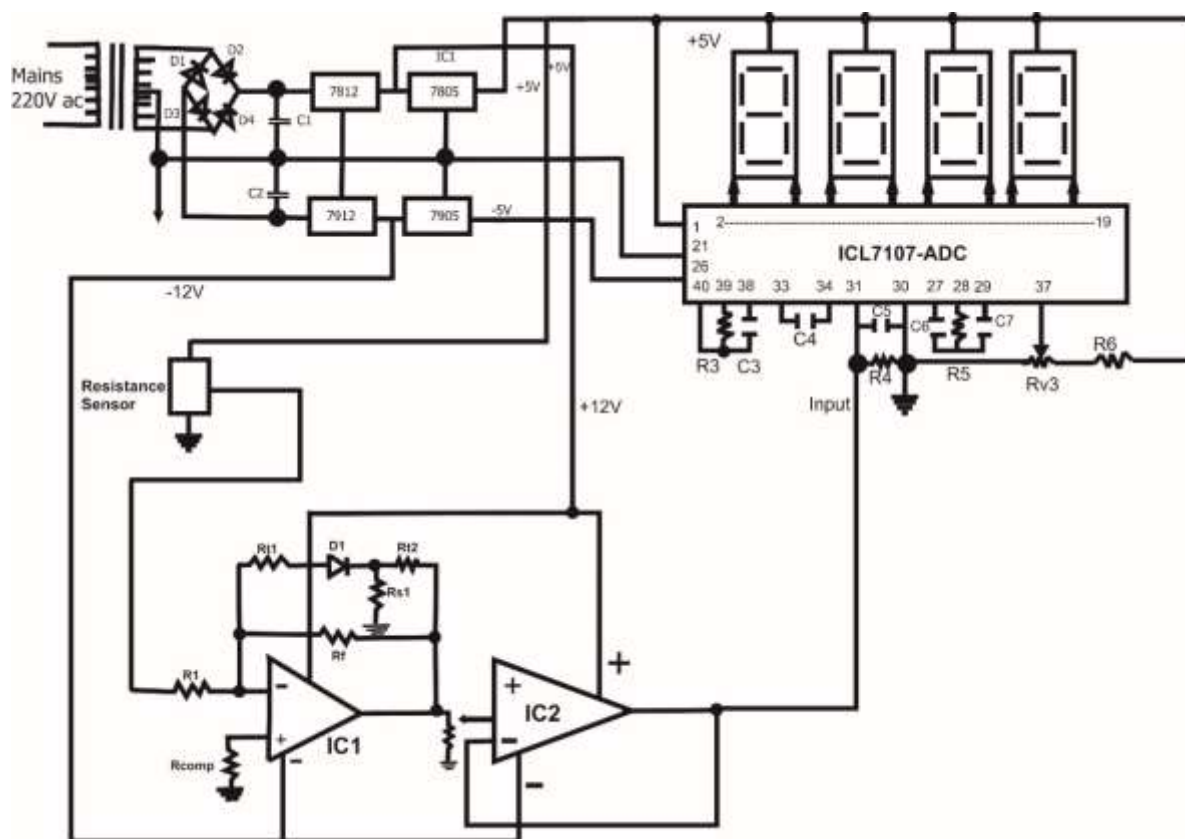 Mains
220V ac
D1
D2
D3
D4
C1
C2
7812
IC1
7805
+5V
+5V
7912
7905
-5V
-12V
+5V
1
2
19
21
26
ICL7107-ADC
40
39
38
33
34
31
30
27
28
29
37
R3
C3
C4
C5
R4
C6
R5
C7
Rv3
R6
Input
Resistance
Sensor
+12V
D1
Rs1
Rf
R1
-
+
IC1
-
Rcomp
+
-
IC2
+
-